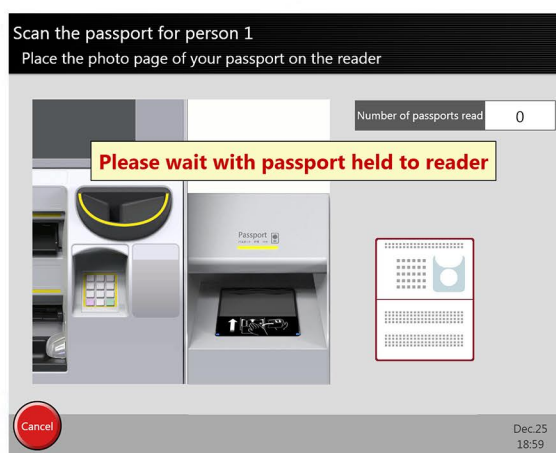 Scan the passport for person 1
Place the photo page of your passport on the reader
Number of passports read 0
Please wait with passport held to reader
Passport
Cancel
Dec.25
18:59